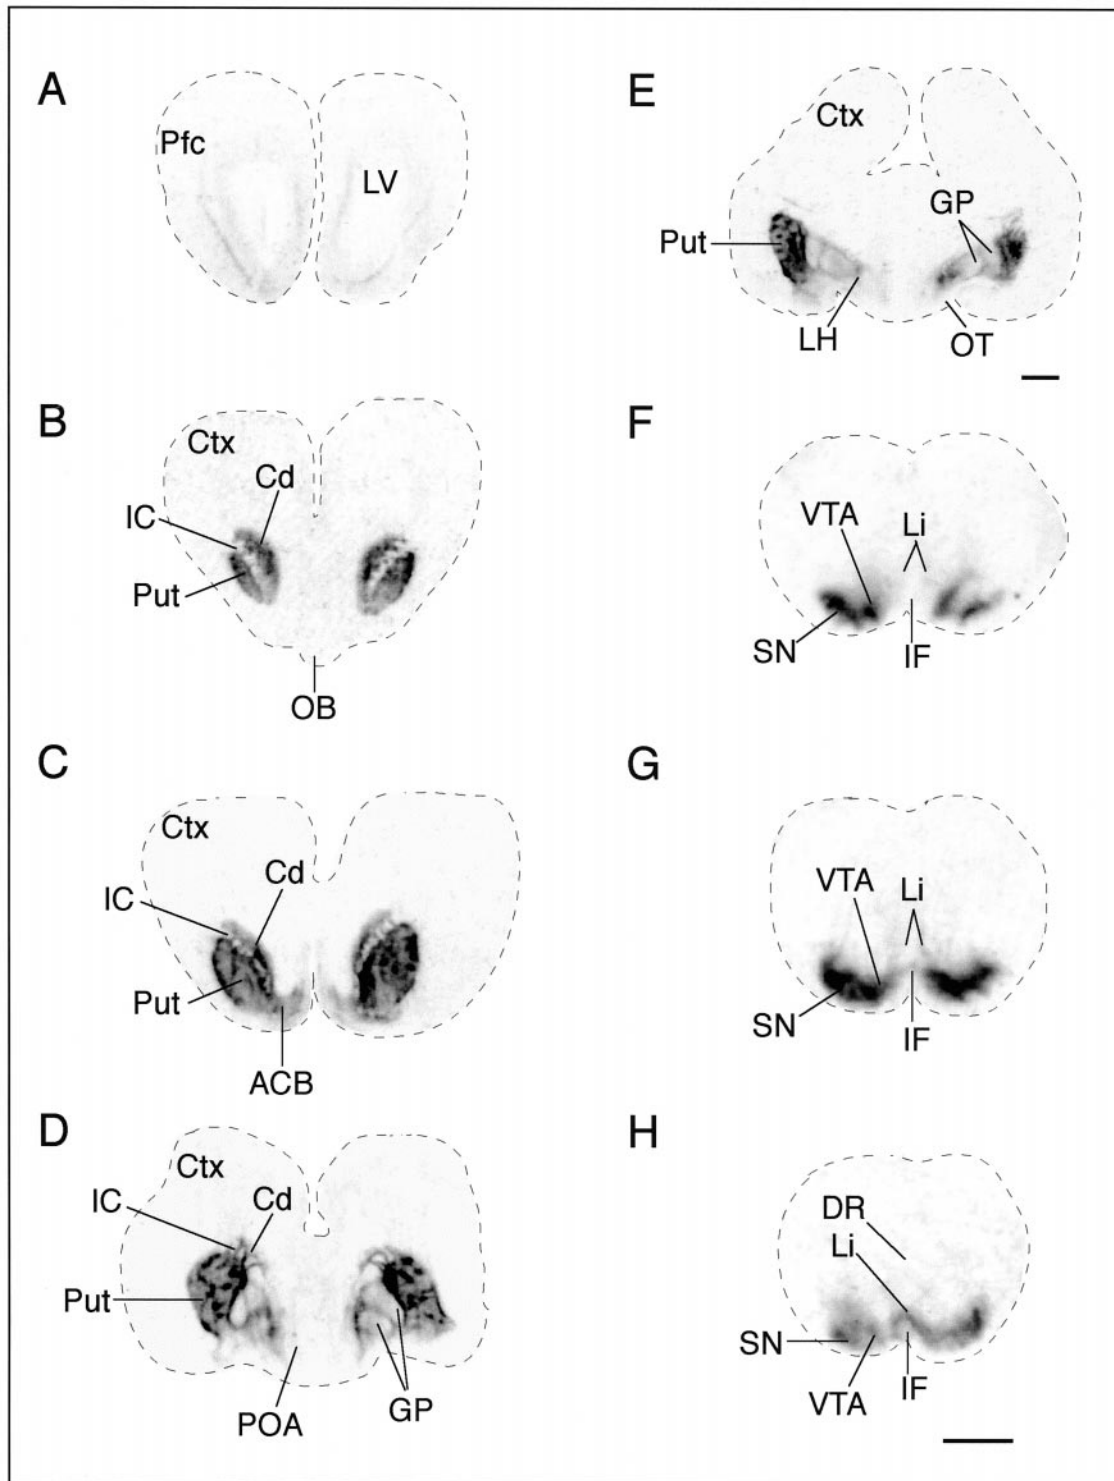 A
Pfc
LV
B
Ctx
Cd
IC
Put
OB
C
Ctx
Cd
IC
Put
ACB
D
Ctx
IC
Cd
Put
POA
GP
E
Ctx
GP
Put
LH
OT
F
VTA
Li
SN
IF
G
VTA
Li
SN
IF
H
DR
Li
SN
VTA
IF